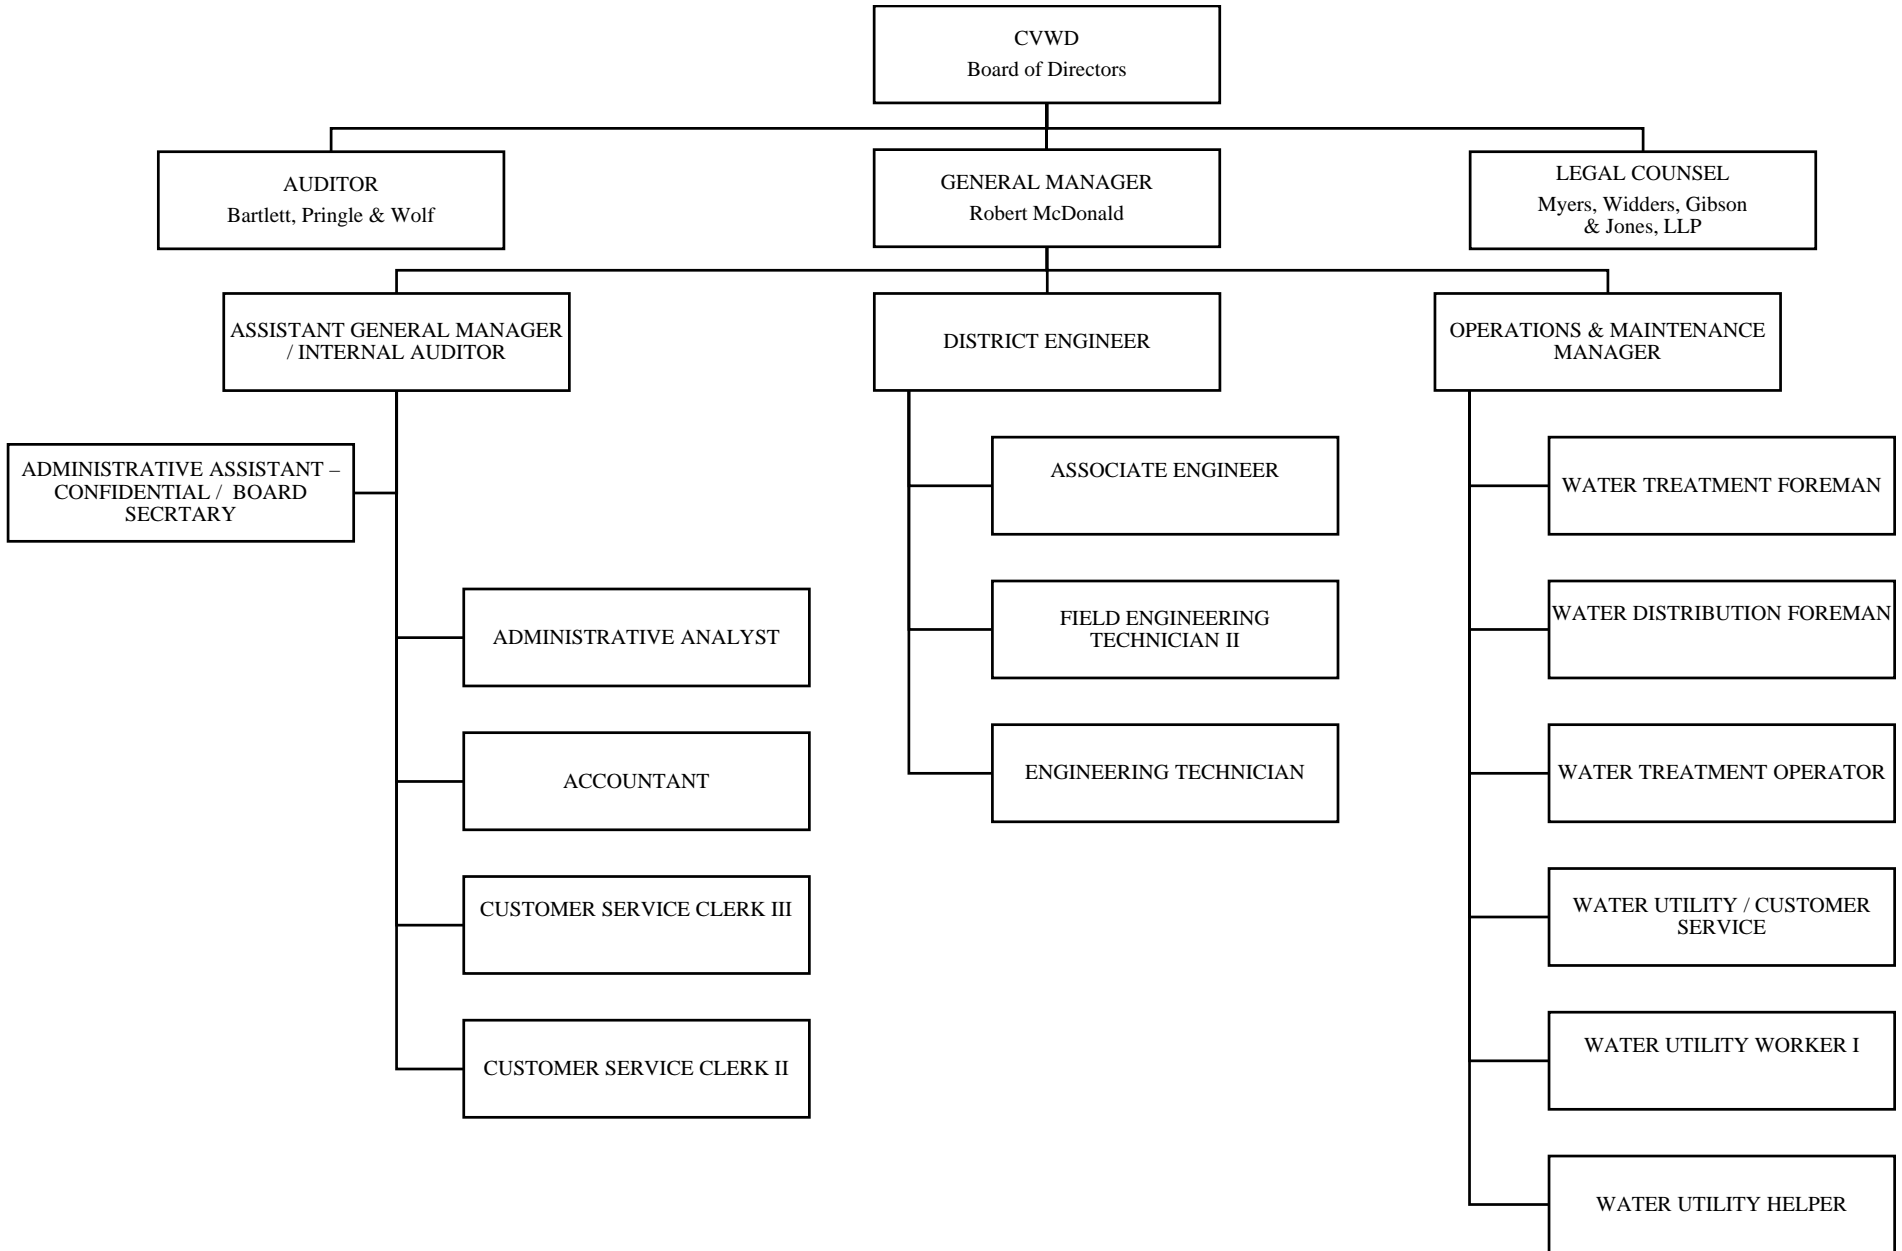 CVWD
Board of Directors
AUDITOR
Bartlett, Pringle & Wolf
GENERAL MANAGER
Robert McDonald
LEGAL COUNSEL
Myers, Widders, Gibson
& Jones, LLP
ASSISTANT GENERAL MANAGER
/ INTERNAL AUDITOR
DISTRICT ENGINEER
OPERATIONS & MAINTENANCE
MANAGER
ADMINISTRATIVE ASSISTANT –
CONFIDENTIAL / BOARD
SECRTARY
ADMINISTRATIVE ANALYST
ACCOUNTANT
CUSTOMER SERVICE CLERK III
CUSTOMER SERVICE CLERK II
ASSOCIATE ENGINEER
FIELD ENGINEERING
TECHNICIAN II
ENGINEERING TECHNICIAN
WATER TREATMENT FOREMAN
WATER DISTRIBUTION FOREMAN
WATER TREATMENT OPERATOR
WATER UTILITY / CUSTOMER
SERVICE
WATER UTILITY WORKER I
WATER UTILITY HELPER